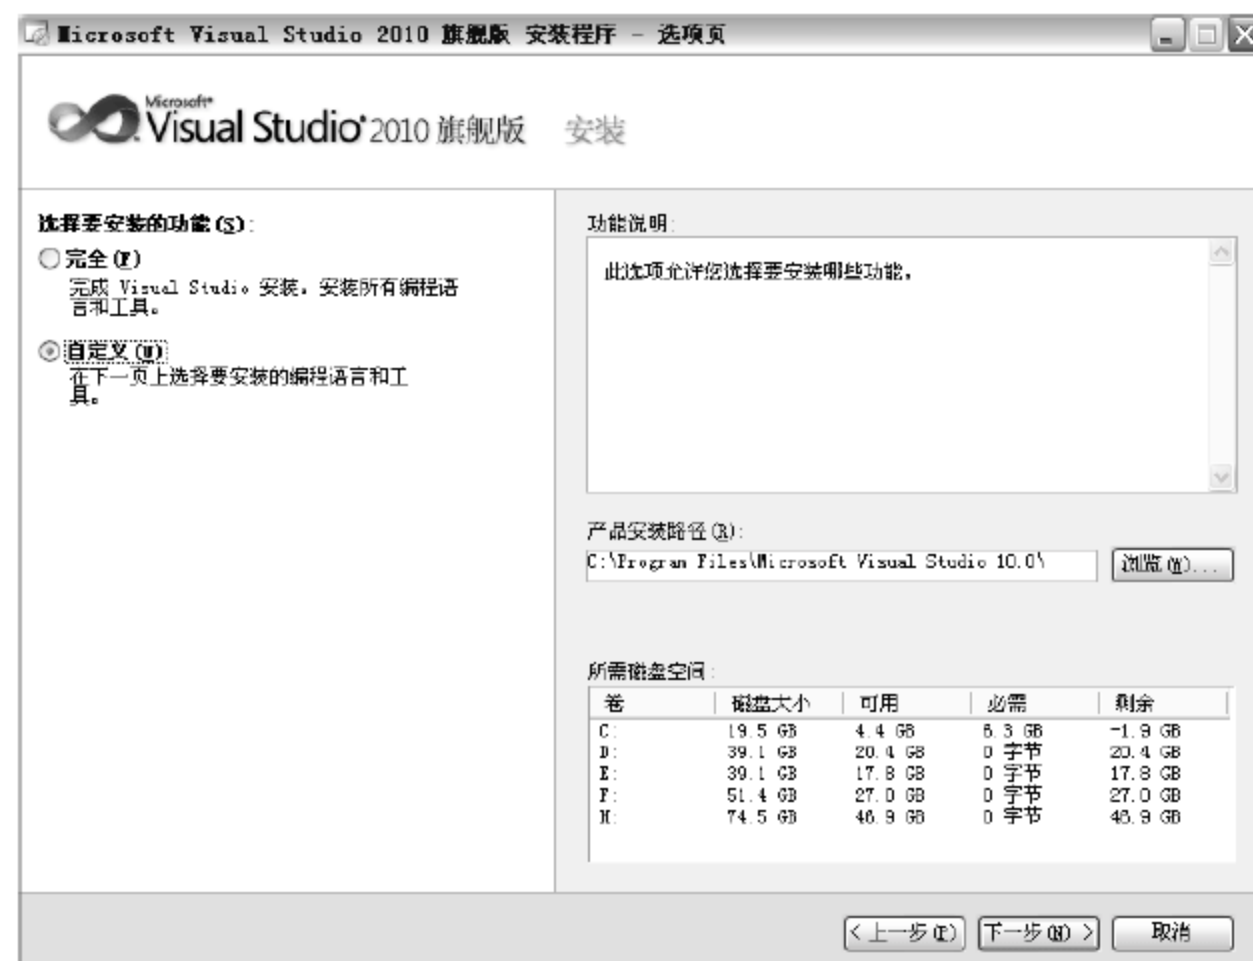 Microsoft Visual Studio 2010 旗舰版 安装程序 - 选项页
Microsoft
Visual Studio 2010 旗舰版 安装
选择要安装的功能(S):
完全(F)
完成 Visual Studio 安装。安装所有编程语
言和工具。
自定义(U)
在下一页上选择要安装的编程语言和工
具。
功能说明:
此选项允许您选择要安装哪些功能。
产品安装路径(R):
C:\Program Files\Microsoft Visual Studio 10.0\
浏览(W)...
所需磁盘空间:
卷 磁盘大小 可用 必需 剩余
C: 19.5 GB 4.4 GB 6.3 GB -1.9 GB
D: 39.1 GB 20.4 GB 0 字节 20.4 GB
E: 39.1 GB 17.8 GB 0 字节 17.8 GB
F: 51.4 GB 27.0 GB 0 字节 27.0 GB
H: 74.5 GB 46.9 GB 0 字节 46.9 GB
< 上一步(P) 下一步(N) > 取消